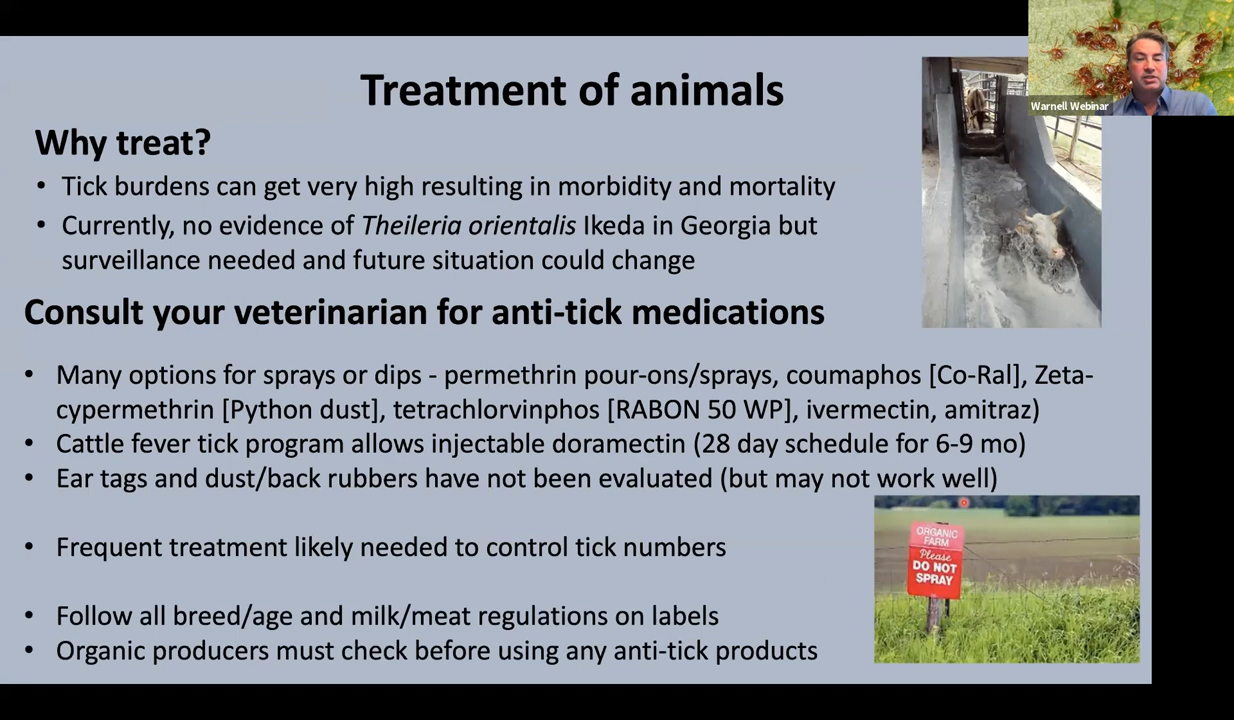 Warnell Webinar
Treatment of animals
Why treat?
• Tick burdens can get very high resulting in morbidity and mortality
• Currently, no evidence of Theileria orientalis Ikeda in Georgia but
surveillance needed and future situation could change
Consult your veterinarian for anti-tick medications
• Many options for sprays or dips - permethrin pour-ons/sprays, coumaphos [Co-Ral], Zeta-
cypermethrin [Python dust], tetrachlorvinphos [RABON 50 WP], ivermectin, amitraz)
• Cattle fever tick program allows injectable doramectin (28 day schedule for 6-9 mo)
• Ear tags and dust/back rubbers have not been evaluated (but may not work well)
• Frequent treatment likely needed to control tick numbers
• Follow all breed/age and milk/meat regulations on labels
• Organic producers must check before using any anti-tick products
ORGANIC
FARM
Please
DO NOT
SPRAY